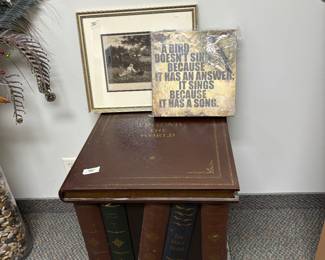 A BIRD
DOESN'T SING
BECAUSE
IT HAS AN ANSWER.
IT SINGS
BECAUSE
IT HAS A SONG.
THE
WORLD